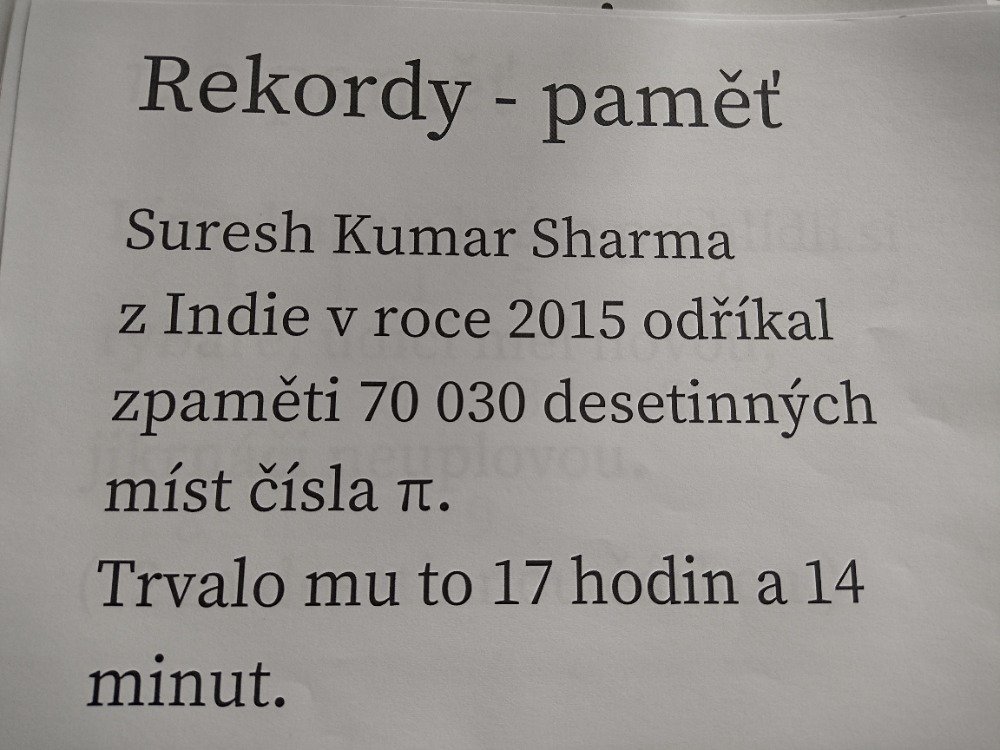 Rekordy - paměť
Suresh Kumar Sharma
z Indie v roce 2015 odříkal
zpaměti 70 030 desetinných
míst čísla π.
Trvalo mu to 17 hodin a 14
minut.